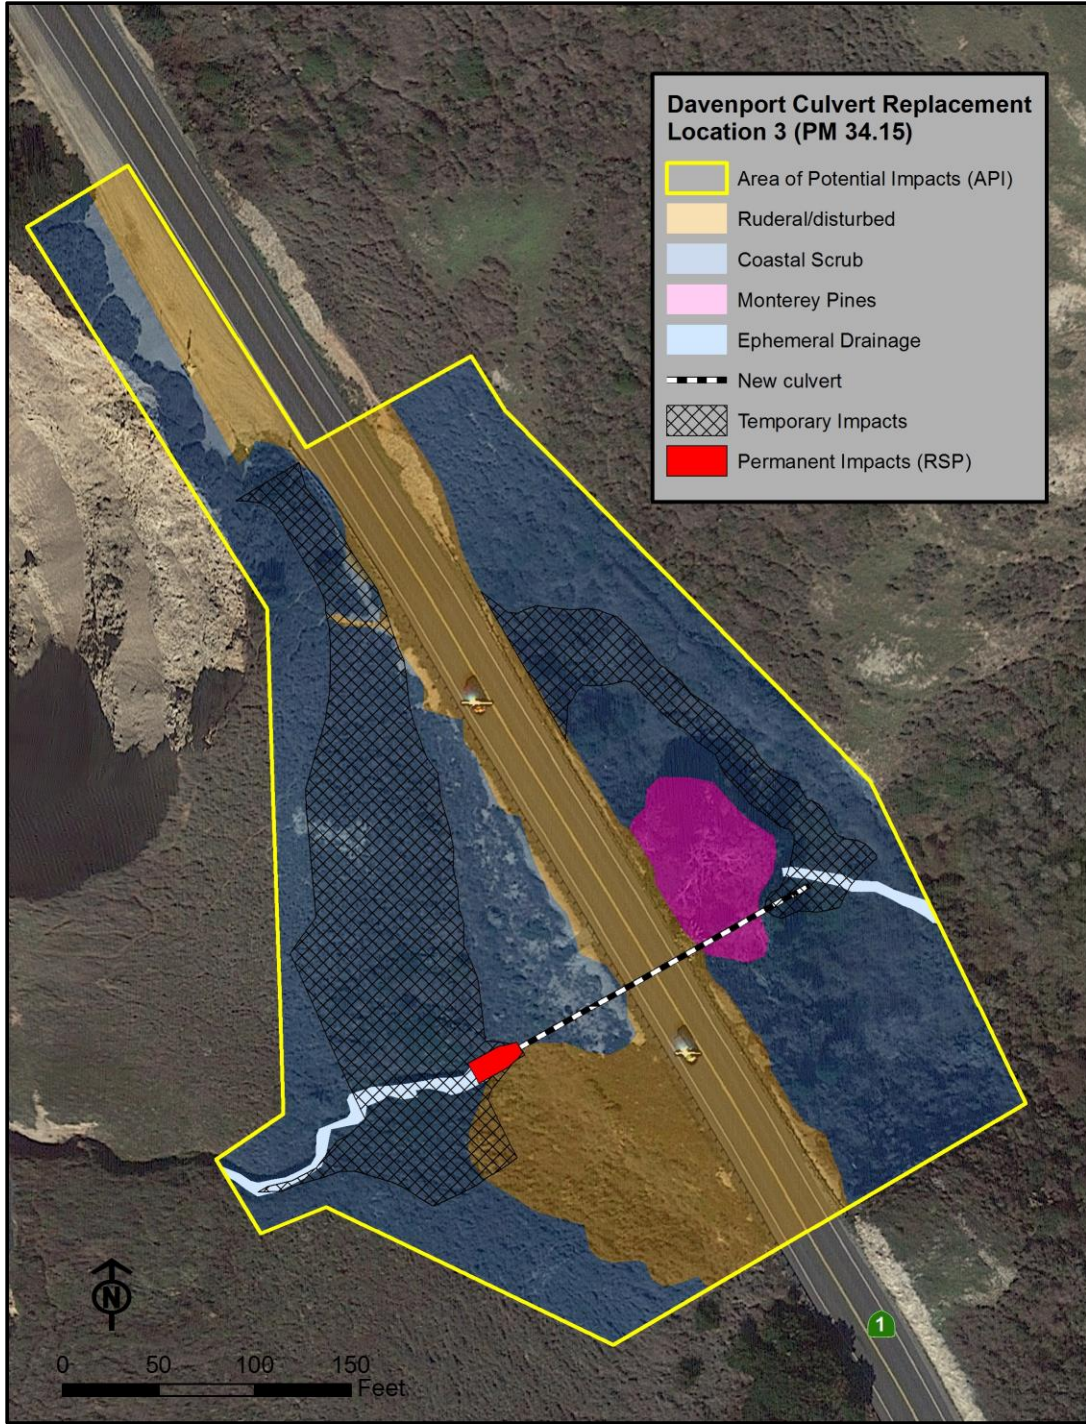 Davenport Culvert Replacement
Location 3 (PM 34.15)
Area of Potential Impacts (API)
Ruderal/disturbed
Coastal Scrub
Monterey Pines
Ephemeral Drainage
New culvert
Temporary Impacts
Permanent Impacts (RSP)
N
0 50 100 150
Feet
1